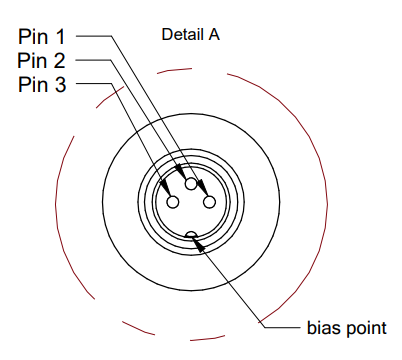 Detail A
Pin 1
Pin 2
Pin 3
bias point